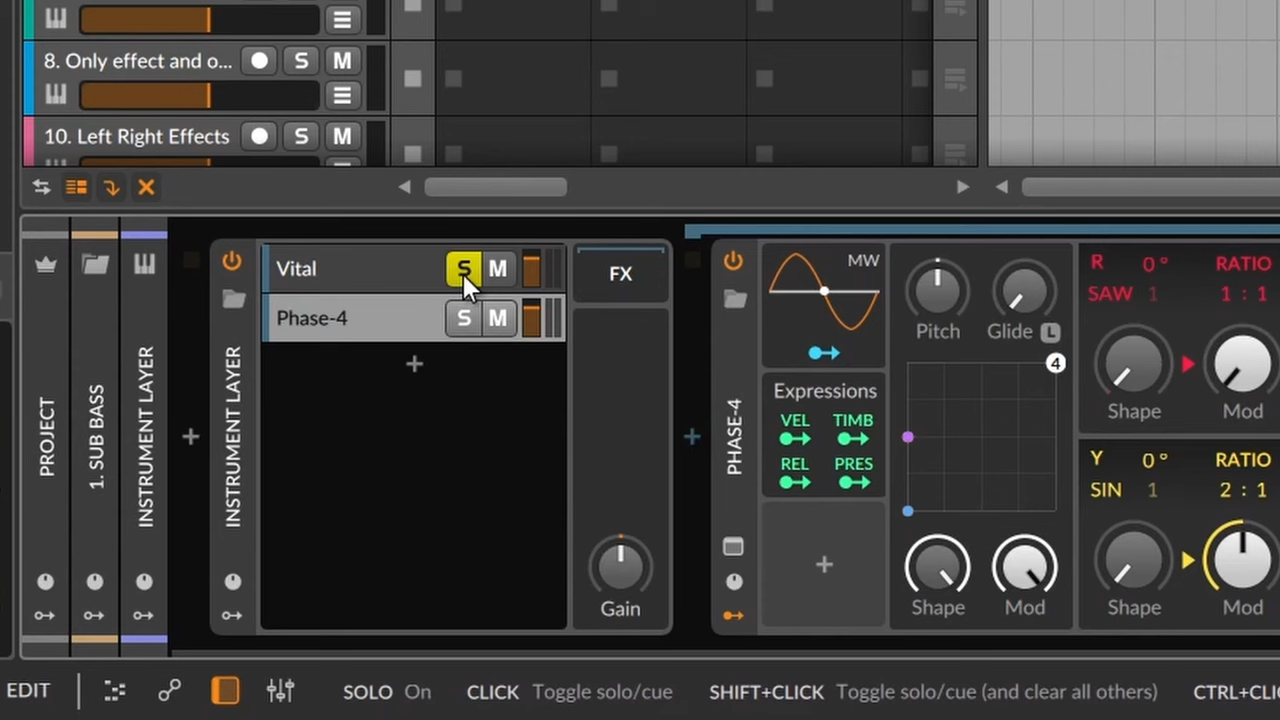 8. Only effect and o... S M
10. Left Right Effects S M
PROJECT
1. SUB BASS
INSTRUMENT LAYER
INSTRUMENT LAYER
Vital S M
Phase-4 S M
FX
Gain
PHASE-4
MW
Expressions
VEL TIMB
REL PRES
Pitch Glide L
4
Shape Mod
R 0° RATIO
SAW 1 1 : 1
Shape Mod
Y 0° RATIO
SIN 1 2 : 1
Shape Mod
EDIT SOLO On CLICK Toggle solo/cue SHIFT+CLICK Toggle solo/cue (and clear all others) CTRL+CLI